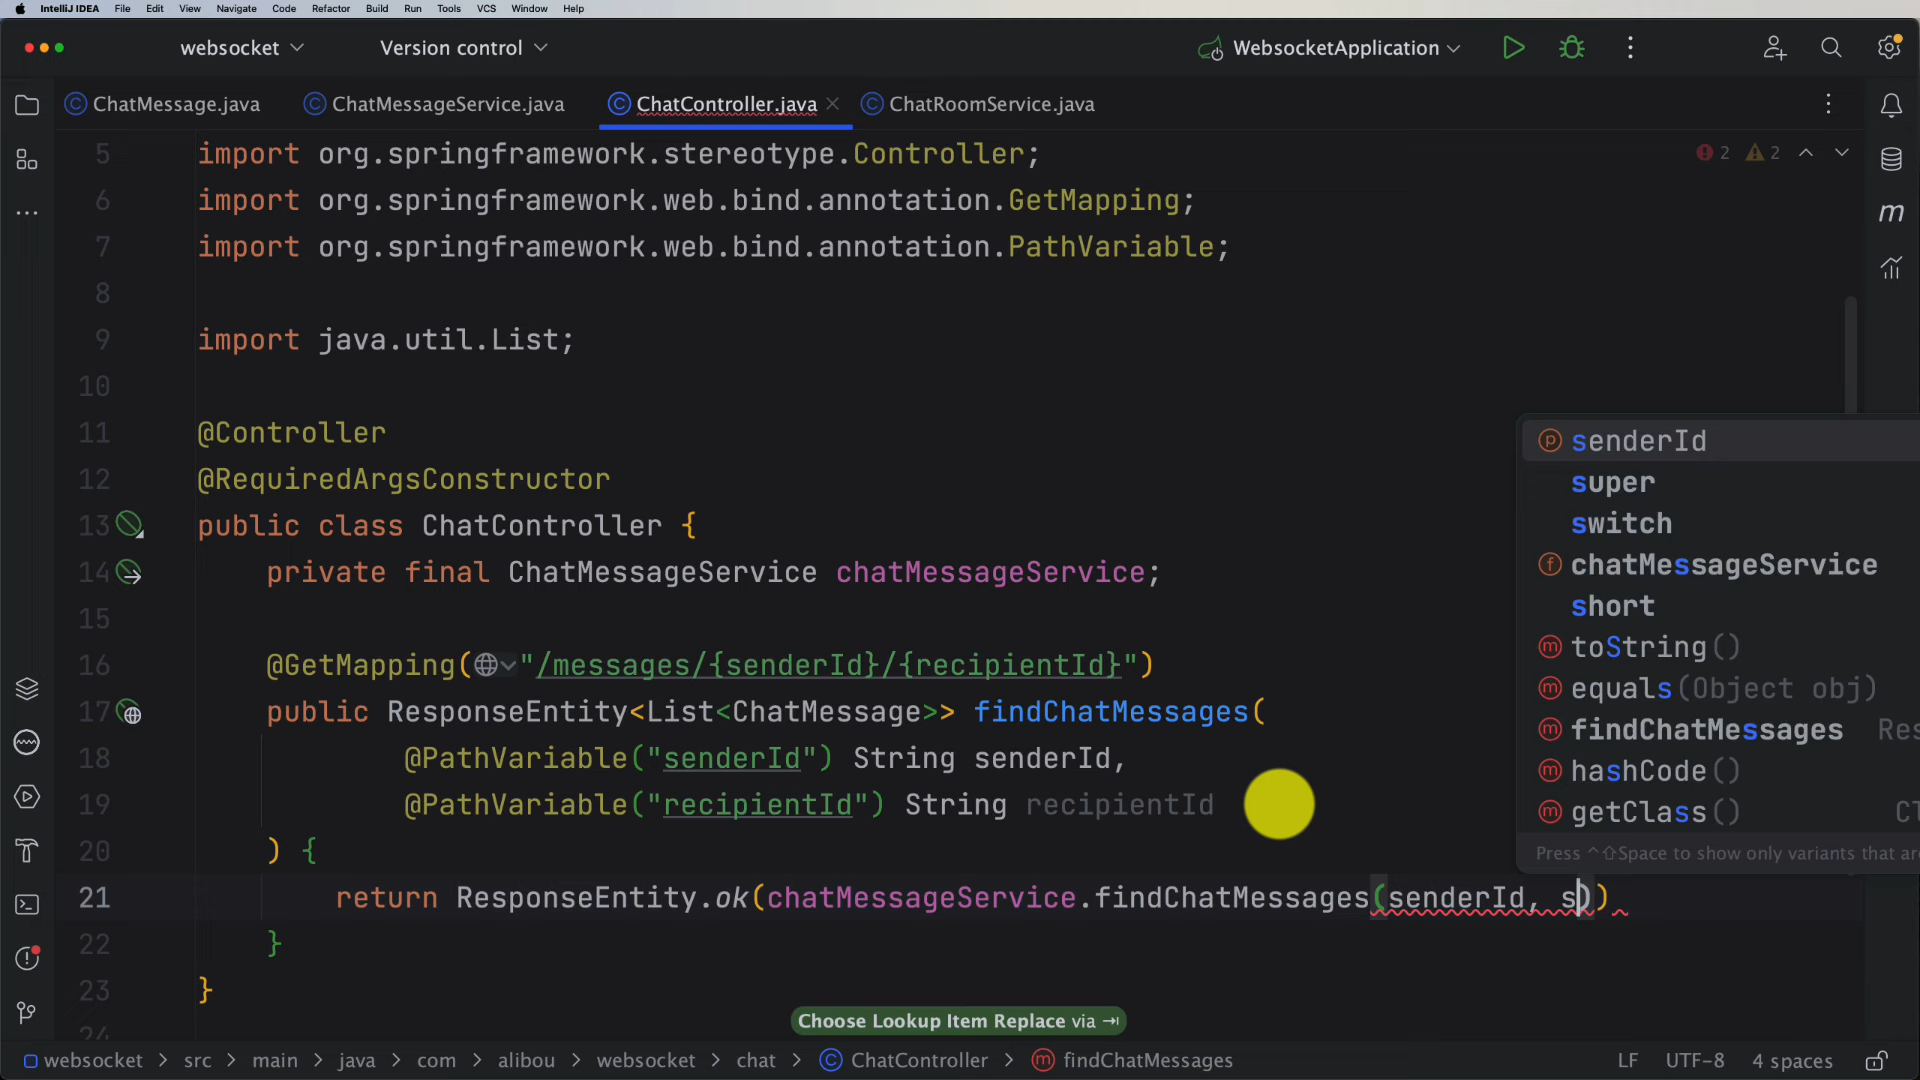 IntelliJ IDEA File Edit View Navigate Code Refactor Build Run Tools VCS Window Help
websocket Version control WebsocketApplication
ChatMessage.java ChatMessageService.java ChatController.java ChatRoomService.java
5 import org.springframework.stereotype.Controller; 2 2
6 import org.springframework.web.bind.annotation.GetMapping;
7 import org.springframework.web.bind.annotation.PathVariable;
8
9 import java.util.List;
10
11 @Controller
12 @RequiredArgsConstructor
13 public class ChatController {
14 private final ChatMessageService chatMessageService;
15
16 @GetMapping("/messages/{senderId}/{recipientId}")
17 public ResponseEntity<List<ChatMessage>> findChatMessages(
18 @PathVariable("senderId") String senderId,
19 @PathVariable("recipientId") String recipientId
20 ) {
21 return ResponseEntity.ok(chatMessageService.findChatMessages(senderId, s))
22 }
23 }
24
senderId
super
switch
chatMessageService
short
toString()
equals(Object obj)
findChatMessages Res
hashCode()
getClass() Cl
Press ^⇧Space to show only variants that are
Choose Lookup Item Replace via ⇥
websocket > src > main > java > com > alibou > websocket > chat > ChatController > findChatMessages LF UTF-8 4 spaces